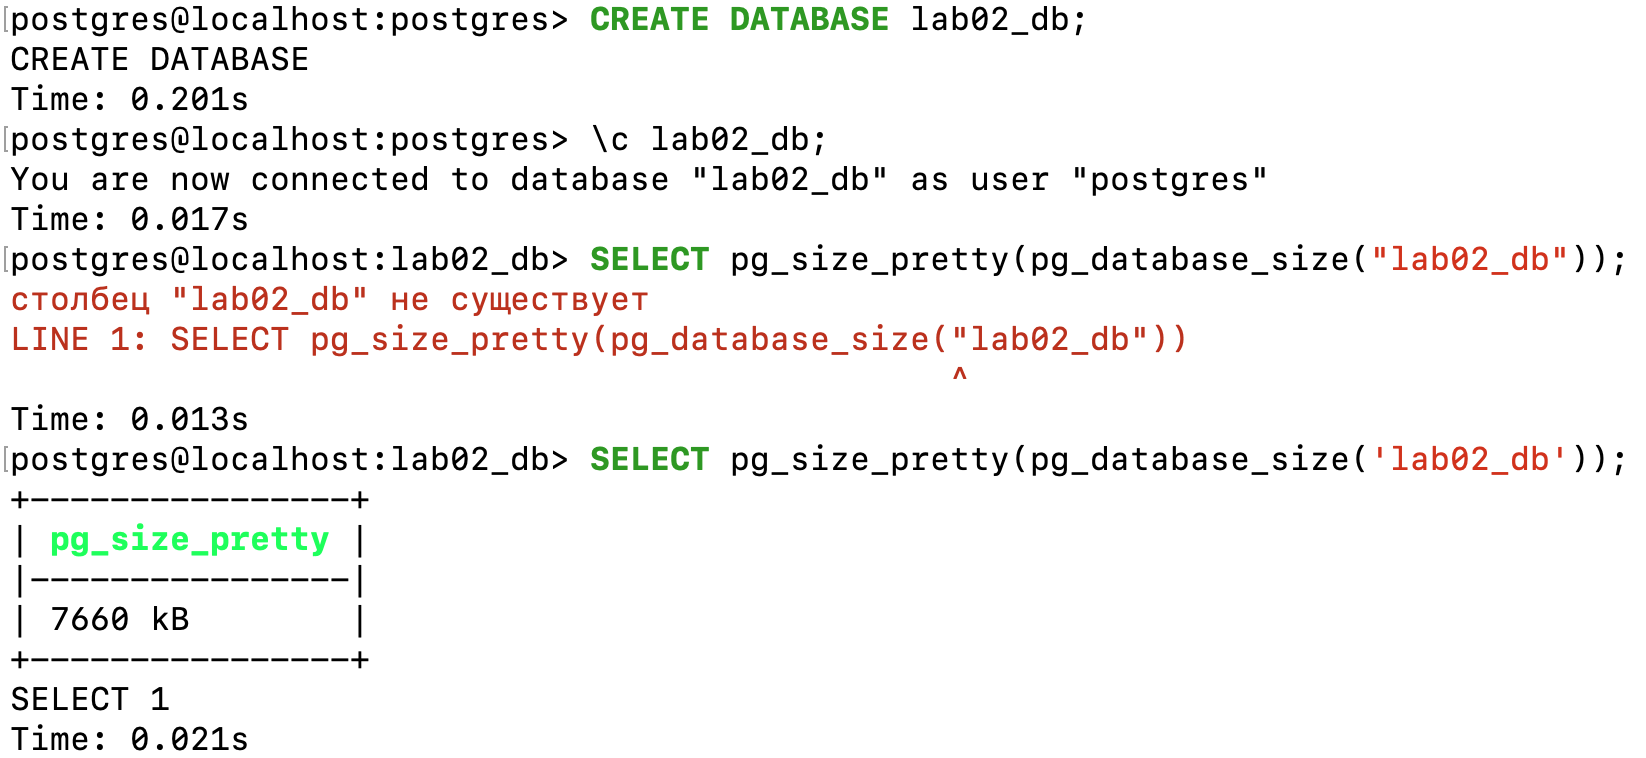 [postgres@localhost:postgres> CREATE DATABASE lab02_db;
CREATE DATABASE
Time: 0.201s
[postgres@localhost:postgres> \c lab02_db;
You are now connected to database "lab02_db" as user "postgres"
Time: 0.017s
[postgres@localhost:lab02_db> SELECT pg_size_pretty(pg_database_size("lab02_db"));
столбец "lab02_db" не существует
LINE 1: SELECT pg_size_pretty(pg_database_size("lab02_db"))
                                               ^
Time: 0.013s
[postgres@localhost:lab02_db> SELECT pg_size_pretty(pg_database_size('lab02_db'));
+----------------+
| pg_size_pretty |
|----------------|
| 7660 kB        |
+----------------+
SELECT 1
Time: 0.021s